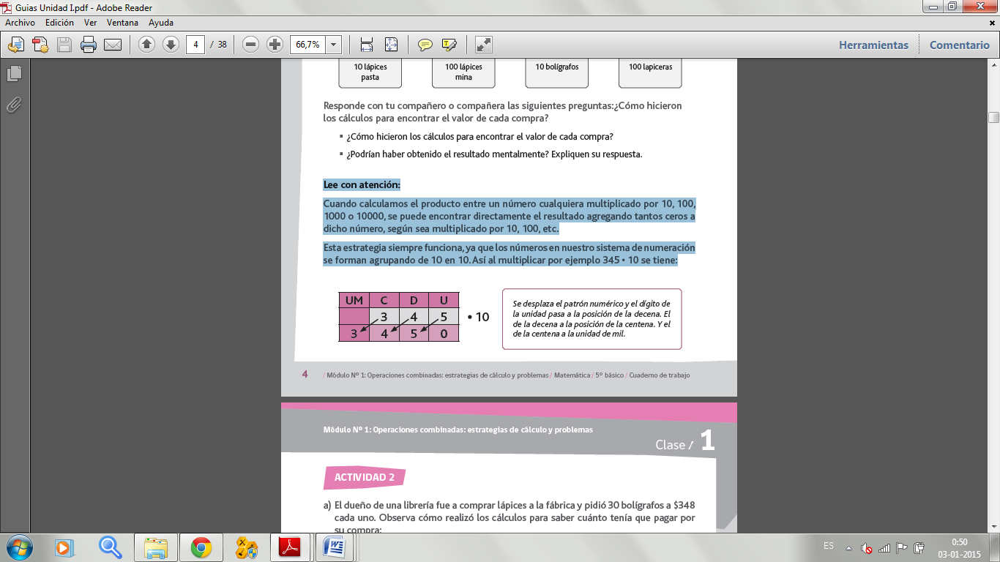 Guias Unidad I.pdf - Adobe Reader
Archivo Edición Ver Ventana Ayuda
4 / 38 66,7% Herramientas Comentario
10 lápices pasta
100 lápices mina
10 bolígrafos
100 lapiceras
Responde con tu compañero o compañera las siguientes preguntas:¿Cómo hicieron
los cálculos para encontrar el valor de cada compra?
▪ ¿Cómo hicieron los cálculos para encontrar el valor de cada compra?
▪ ¿Podrían haber obtenido el resultado mentalmente? Expliquen su respuesta.
Lee con atención:
Cuando calculamos el producto entre un número cualquiera multiplicado por 10, 100,
1000 o 10000, se puede encontrar directamente el resultado agregando tantos ceros a
dicho número, según sea multiplicado por 10, 100, etc.
Esta estrategia siempre funciona, ya que los números en nuestro sistema de numeración
se forman agrupando de 10 en 10. Así al multiplicar por ejemplo 345 • 10 se tiene:
UM C D U
3 4 5 • 10
3 4 5 0
Se desplaza el patrón numérico y el dígito de
la unidad pasa a la posición de la decena. El
de la decena a la posición de la centena. Y el
de la centena a la unidad de mil.
4 / Módulo Nº 1: Operaciones combinadas: estrategias de cálculo y problemas / Matemática / 5º básico / Cuaderno de trabajo
Módulo Nº 1: Operaciones combinadas: estrategias de cálculo y problemas
Clase / 1
ACTIVIDAD 2
a) El dueño de una librería fue a comprar lápices a la fábrica y pidió 30 bolígrafos a $348
cada uno. Observa cómo realizó los cálculos para saber cuánto tenía que pagar por
su compra:
ES 0:50
03-01-2015